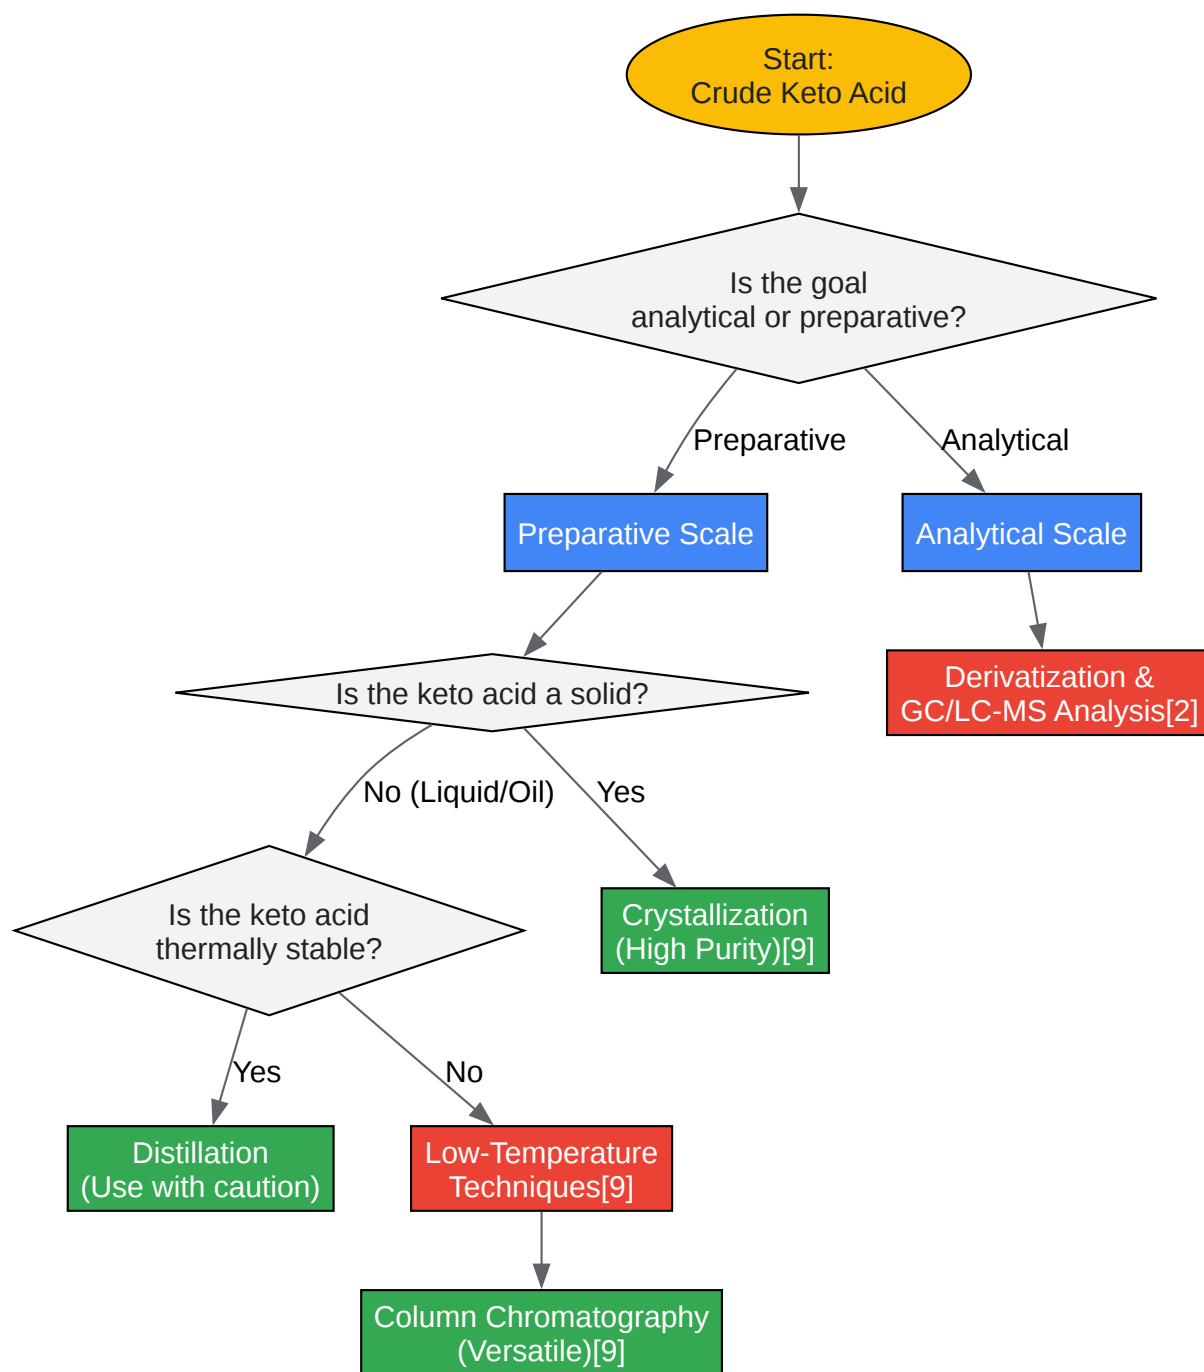 Start:
Crude Keto Acid
Is the goal
analytical or preparative?
Preparative
Analytical
Preparative Scale
Analytical Scale
Derivatization &
GC/LC-MS Analysis[2]
Is the keto acid a solid?
No (Liquid/Oil)
Yes
Crystallization
(High Purity)[9]
Is the keto acid
thermally stable?
Yes
No
Distillation
(Use with caution)
Low-Temperature
Techniques[9]
Column Chromatography
(Versatile)[9]